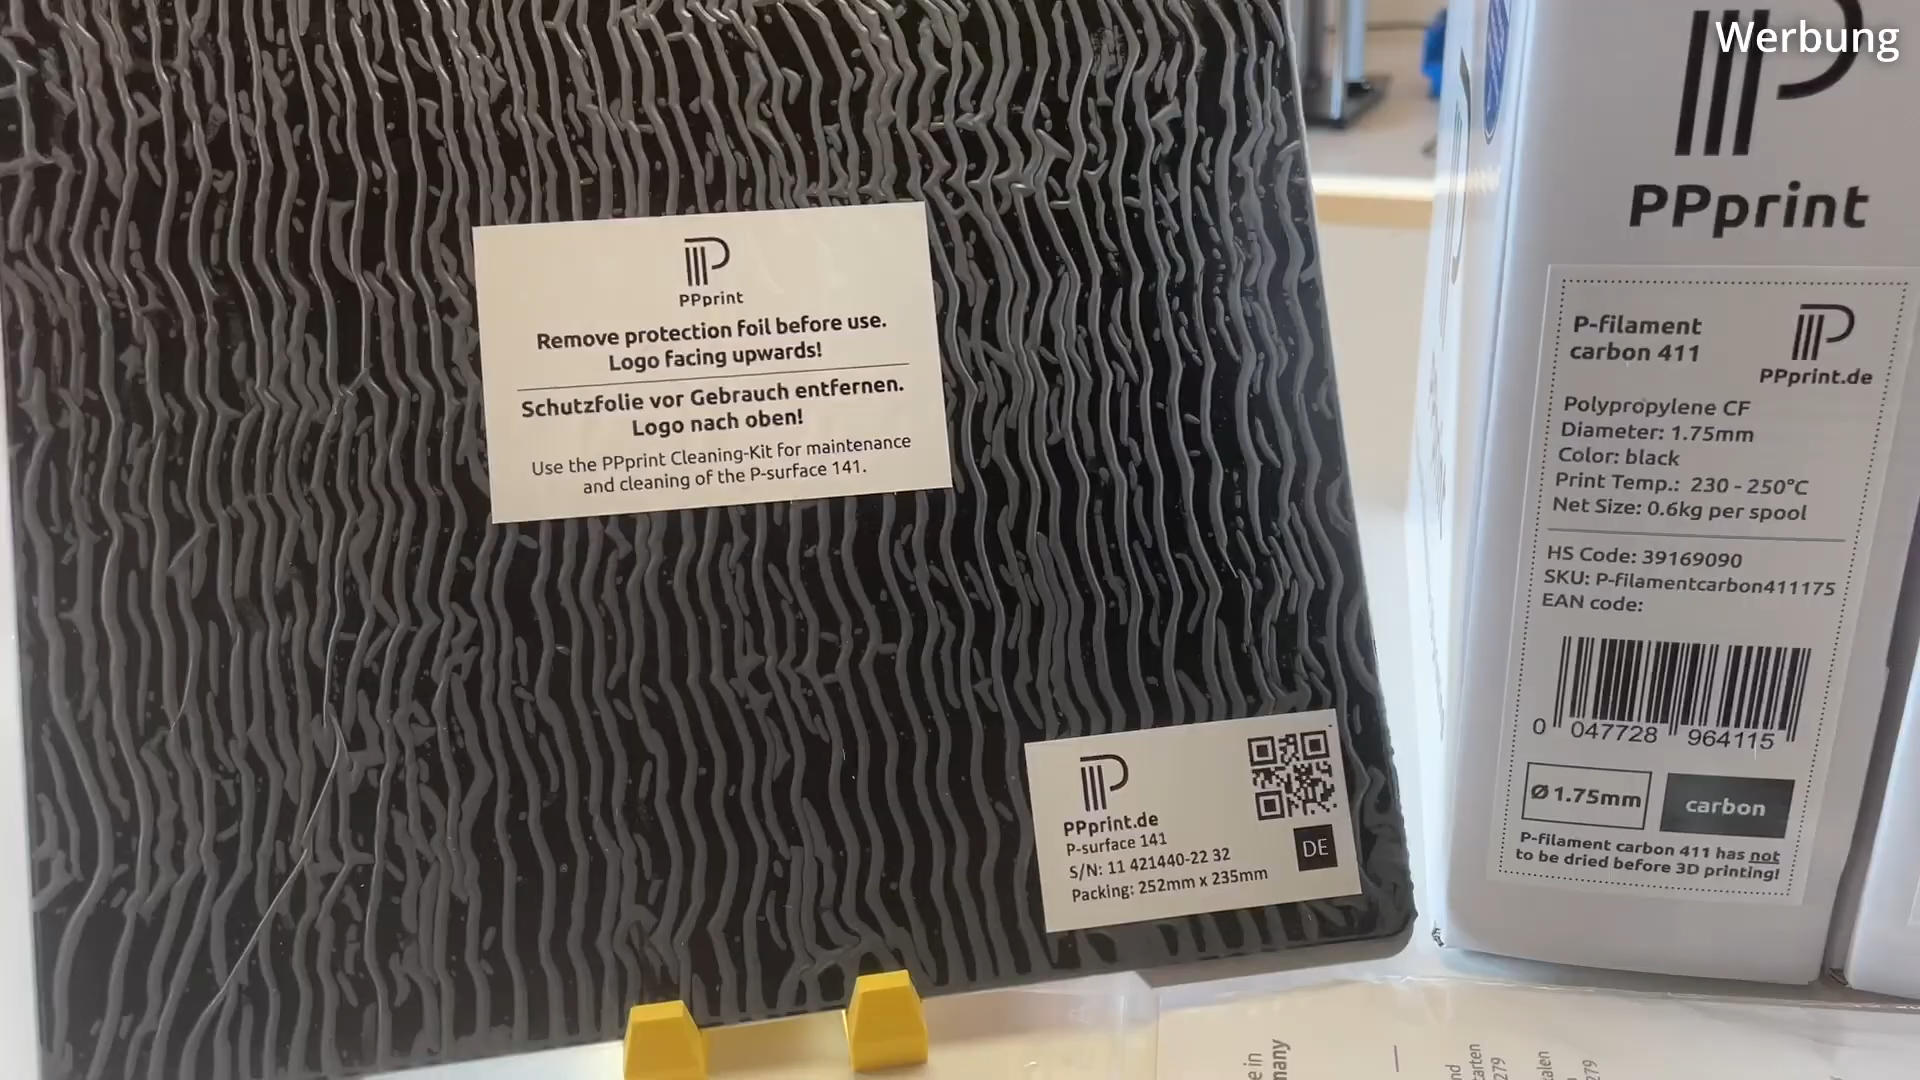 Werbung
PPprint
Remove protection foil before use.
Logo facing upwards!
Schutzfolie vor Gebrauch entfernen.
Logo nach oben!
Use the PPprint Cleaning-Kit for maintenance
and cleaning of the P-surface 141.
PPprint.de
P-surface 141
S/N: 11 421440-22 32
Packing: 252mm x 235mm
DE
PPprint
P-filament
carbon 411
PPprint.de
Polypropylene CF
Diameter: 1.75mm
Color: black
Print Temp.: 230 - 250°C
Net Size: 0.6kg per spool
HS Code: 39169090
SKU: P-filamentcarbon411175
EAN code:
0 047728 964115
Ø 1.75mm
carbon
P-filament carbon 411 has not
to be dried before 3D printing!